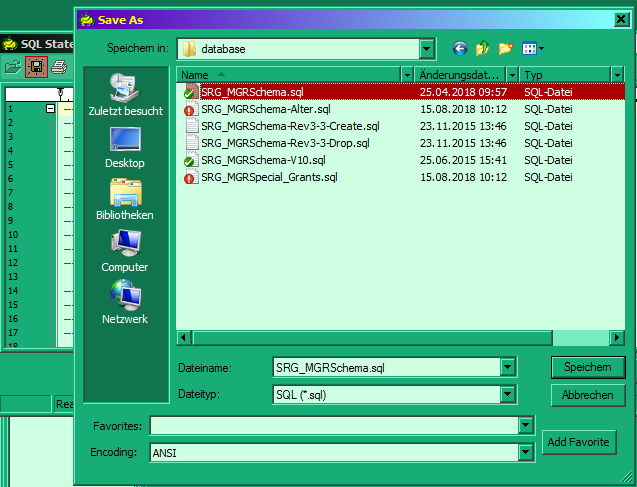 Save As
SQL State
Speichern in: database
Name Änderungsdat... Typ
SRG_MGRSchema.sql 25.04.2018 09:57 SQL-Datei
SRG_MGRSchema-Alter.sql 15.08.2018 10:12 SQL-Datei
SRG_MGRSchema-Rev3-3-Create.sql 23.11.2015 13:46 SQL-Datei
SRG_MGRSchema-Rev3-3-Drop.sql 23.11.2015 13:46 SQL-Datei
SRG_MGRSchema-V10.sql 25.06.2015 15:41 SQL-Datei
SRG_MGRSpecial_Grants.sql 15.08.2018 10:12 SQL-Datei
Zuletzt besucht
Desktop
Bibliotheken
Computer
Netzwerk
1
2
3
4
5
6
7
8
9
10
11
12
13
14
15
16
17
18
Dateiname: SRG_MGRSchema.sql Speichern
Dateityp: SQL (*.sql) Abbrechen
Rea
Favorites:
Add Favorite
Encoding: ANSI